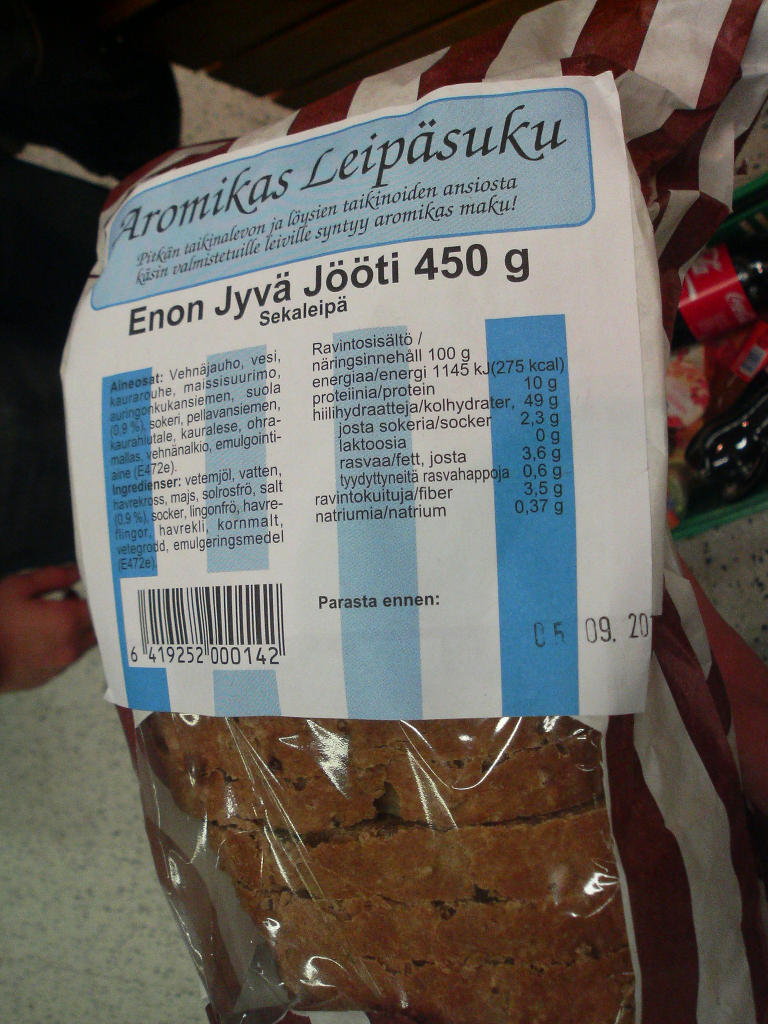 Aromikas Leipäsuku
Pitkän taikinalevon ja löysien taikinoiden ansiosta
käsin valmistetuille leiville syntyy aromikas maku!
Enon Jyvä Jööti 450 g
Sekaleipä
Aineosat: Vehnäjauho, vesi,
kaurarouhe, maissisuurimo,
auringonkukansiemen, suola
(0.9 %), sokeri, pellavansiemen,
kaurahiutale, kauralese, ohra-
mallas, vehnänalkio, emulgointi-
aine (E472e).
Ingredienser: vetemjöl, vatten,
havrekross, majs, solrosfrö, salt
(0.9%), socker, lingonfrö, havre-
flingor, havrekli, kornmalt,
vetegrodd, emulgeringsmedel
(E472e).
Ravintosisältö /
näringsinnehåll 100 g
energiaa/energi 1145 kJ(275 kcal)
proteiinia/protein 10 g
hiilihydraatteja/kolhydrater, 49 g
josta sokeria/socker 2,3 g
laktoosia 0 g
rasvaa/fett, josta 3,6 g
tyydyttyneitä rasvahappoja 0,6 g
ravintokuituja/fiber 3,5 g
natriumia/natrium 0,37 g
Parasta ennen:
05 09. 20
6 419252 000142